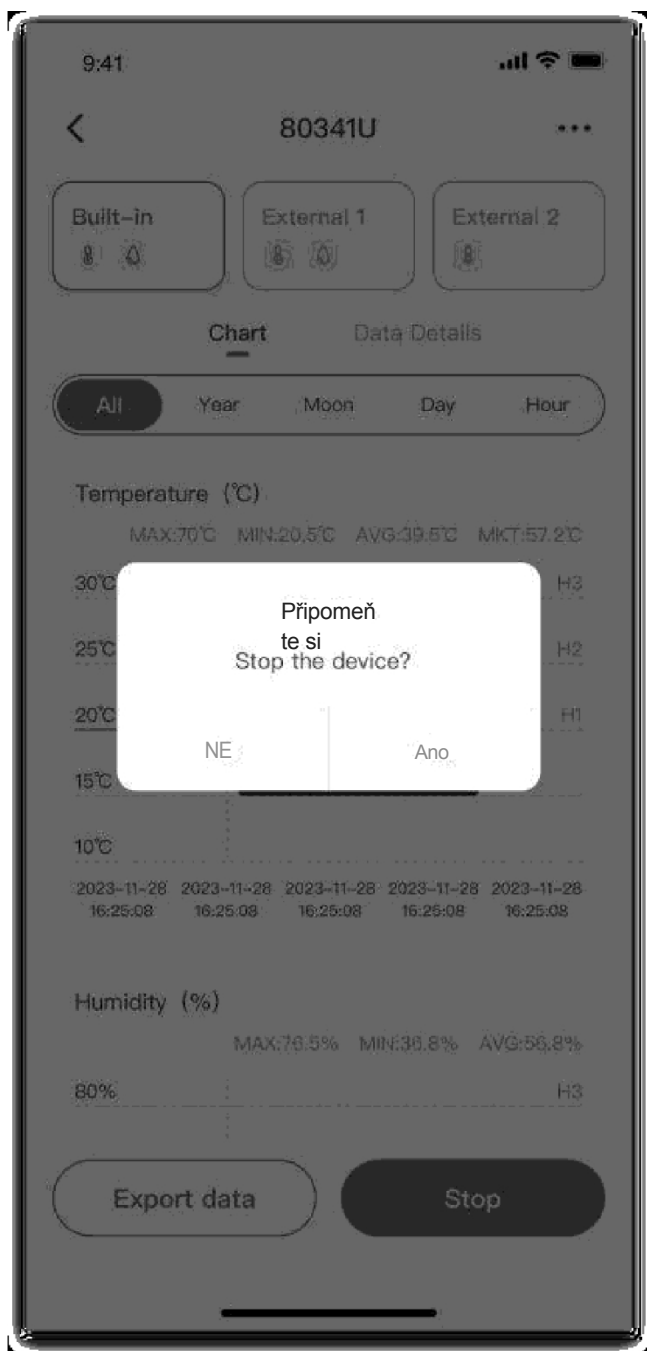 9:41
80341U
Built-in External 1 External 2
Chart Data Details
All Year Moon Day Hour
Temperature (℃)
MAX:70℃ MIN:20.5℃ AVG:39.5℃ MKT:57.2℃
30℃ H3
Připomeň
25℃ te si H2
Stop the device?
20℃ H1
NE Ano
15℃
10℃
2023-11-28 2023-11-28 2023-11-28 2023-11-28 2023-11-28
16:25:08 16:25:08 16:25:08 16:25:08 16:25:08
Humidity (%)
MAX:76.5% MIN:36.8% AVG:56.8%
80% H3
Export data Stop